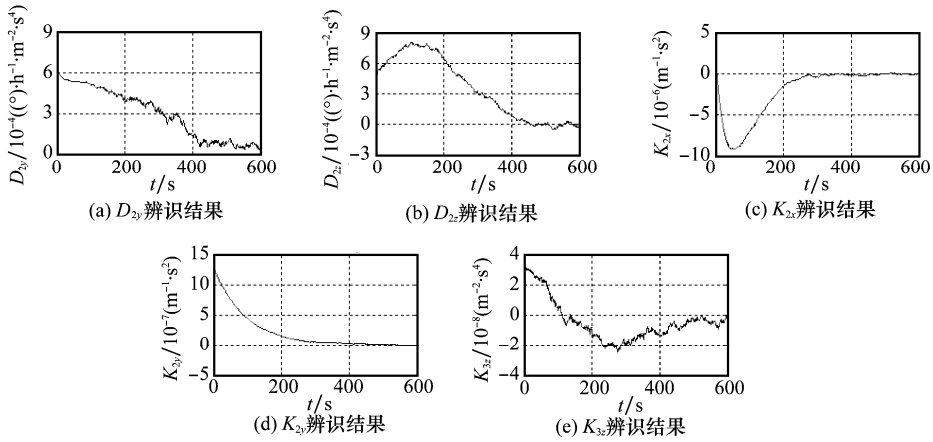 D2y/10−4((°)·h−1·m−2·s4)
9
6
3
0
0 200 400 600
t/s
(a) D2y辨识结果
D2z/10−4((°)·h−1·m−2·s4)
9
6
3
0
−3
0 200 400 600
t/s
(b) D2z辨识结果
K2x/10−6(m−1·s2)
5
0
−5
−10
0 200 400 600
t/s
(c) K2x辨识结果
K2y/10−7(m−1·s2)
15
10
5
0
−5
0 200 400 600
t/s
(d) K2y辨识结果
K3z/10−8(m−2·s4)
4
2
0
−2
−4
0 200 400 600
t/s
(e) K3z辨识结果